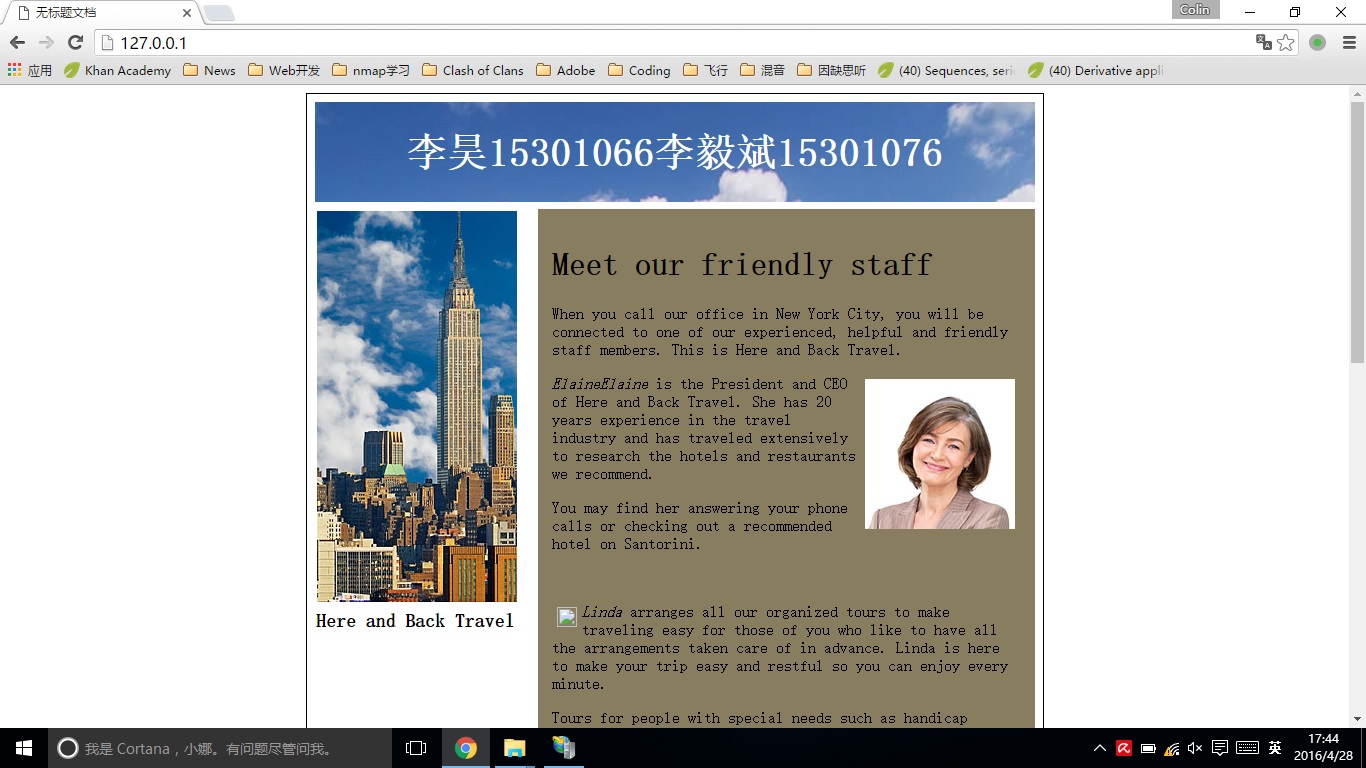 无标题文档
Colin
127.0.0.1
应用 Khan Academy News Web开发 nmap学习 Clash of Clans Adobe Coding 飞行 混音 因缺思听 (40) Sequences, seri (40) Derivative appli
李昊15301066李毅斌15301076
Here and Back Travel
Meet our friendly staff
When you call our office in New York City, you will be
connected to one of our experienced, helpful and friendly
staff members. This is Here and Back Travel.
ElaineElaine is the President and CEO
of Here and Back Travel. She has 20
years experience in the travel
industry and has traveled extensively
to research the hotels and restaurants
we recommend.
You may find her answering your phone
calls or checking out a recommended
hotel on Santorini.
Linda arranges all our organized tours to make
traveling easy for those of you who like to have all
the arrangements taken care of in advance. Linda is here
to make your trip easy and restful so you can enjoy every
minute.
Tours for people with special needs such as handicap
我是 Cortana，小娜。有问题尽管问我。
英
17:44
2016/4/28